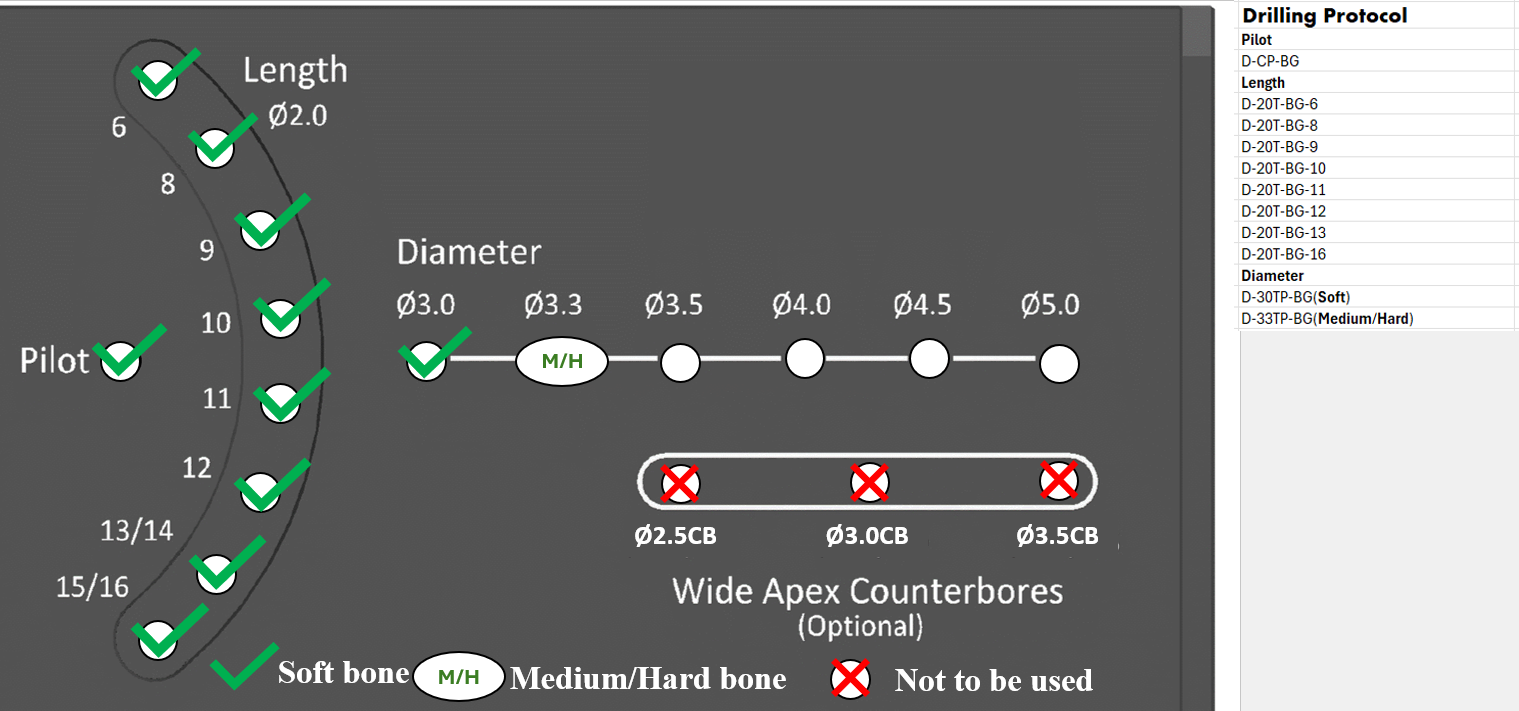 Length
Ø2.0
6
8
9
10
Pilot
11
12
13/14
15/16
Diameter
Ø3.0 Ø3.3 Ø3.5 Ø4.0 Ø4.5 Ø5.0
M/H
Ø2.5CB Ø3.0CB Ø3.5CB
Wide Apex Counterbores
(Optional)
Soft bone M/H Medium/Hard bone Not to be used
Drilling Protocol
Pilot
D-CP-BG
Length
D-20T-BG-6
D-20T-BG-8
D-20T-BG-9
D-20T-BG-10
D-20T-BG-11
D-20T-BG-12
D-20T-BG-13
D-20T-BG-16
Diameter
D-30TP-BG(Soft)
D-33TP-BG(Medium/Hard)